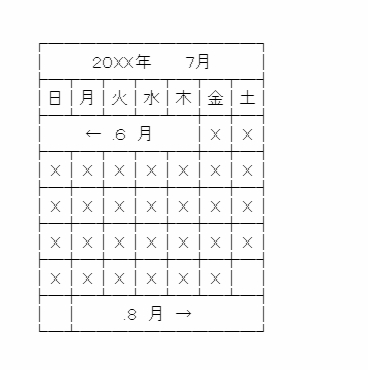 20XX年 7月
日 月 火 水 木 金 土
← .6 月 X X
X X X X X X X
X X X X X X X
X X X X X X X
X X X X X X
.8 月 →